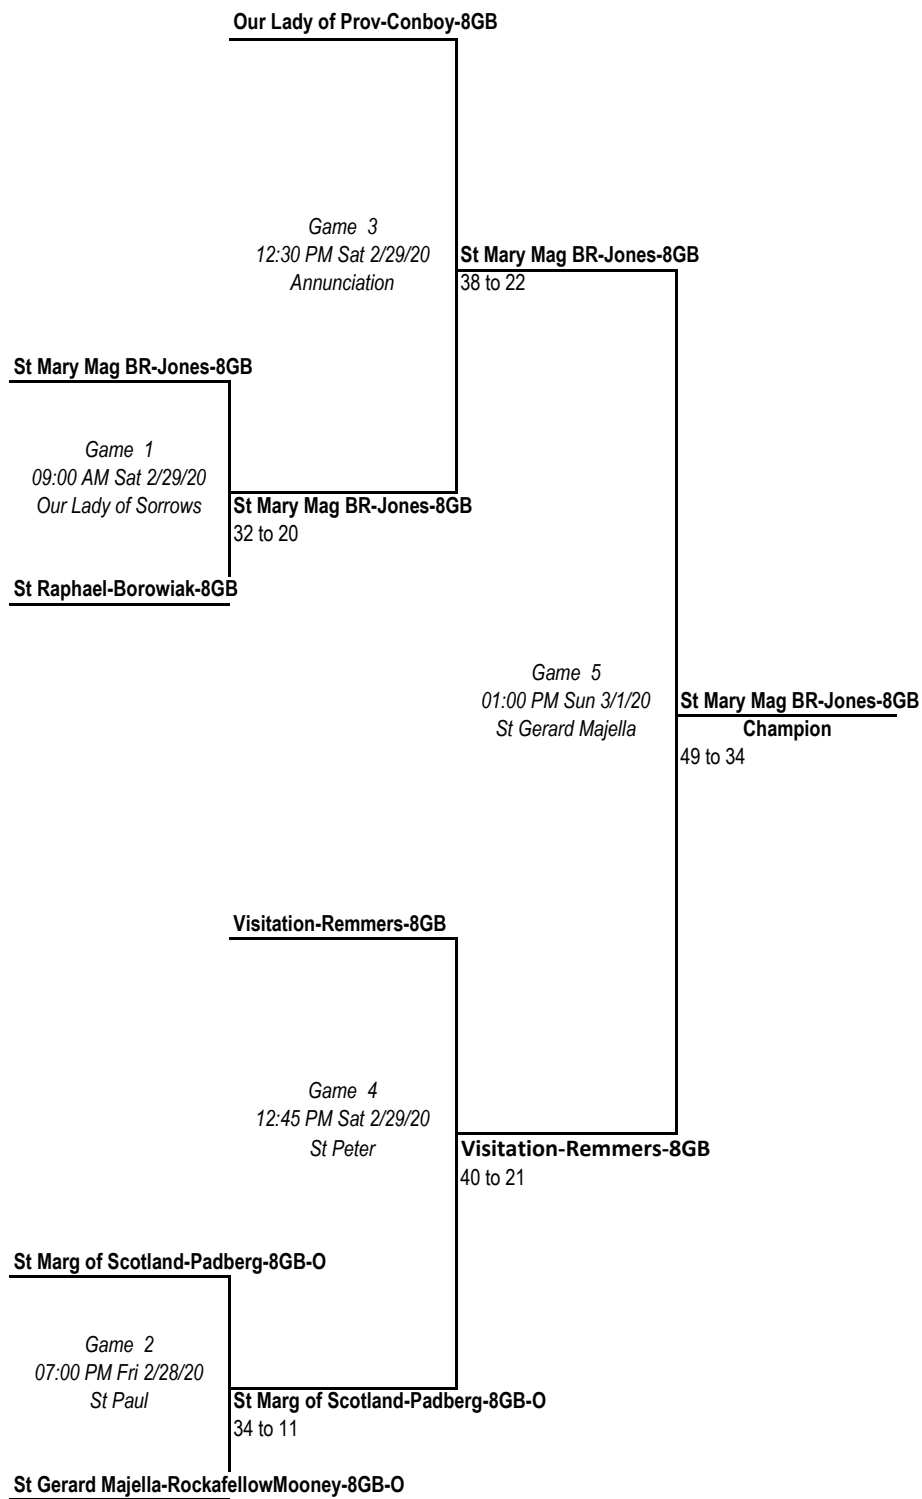 Our Lady of Prov-Conboy-8GB
Game 3
12:30 PM Sat 2/29/20
Annunciation
St Mary Mag BR-Jones-8GB
38 to 22
St Mary Mag BR-Jones-8GB
Game 1
09:00 AM Sat 2/29/20
Our Lady of Sorrows
St Mary Mag BR-Jones-8GB
32 to 20
St Raphael-Borowiak-8GB
Game 5
01:00 PM Sun 3/1/20
St Gerard Majella
St Mary Mag BR-Jones-8GB
Champion
49 to 34
Visitation-Remmers-8GB
Game 4
12:45 PM Sat 2/29/20
St Peter
Visitation-Remmers-8GB
40 to 21
St Marg of Scotland-Padberg-8GB-O
Game 2
07:00 PM Fri 2/28/20
St Paul
St Marg of Scotland-Padberg-8GB-O
34 to 11
St Gerard Majella-RockafellowMooney-8GB-O